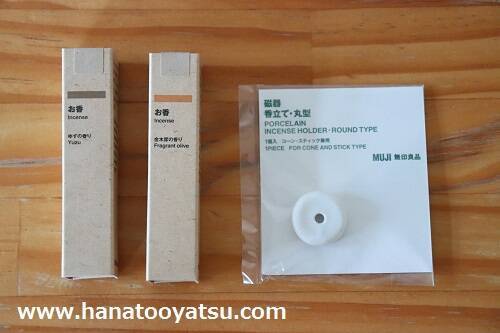 お香
Incense
ゆずの香り
Yuzu
お香
Incense
金木犀の香り
Fragrant olive
磁器
香立て・丸型
PORCELAIN
INCENSE HOLDER・ROUND TYPE
1個入 コーン・スティック兼用
1PIECE FOR CONE AND STICK TYPE
MUJI 無印良品
www.hanatooyatsu.com